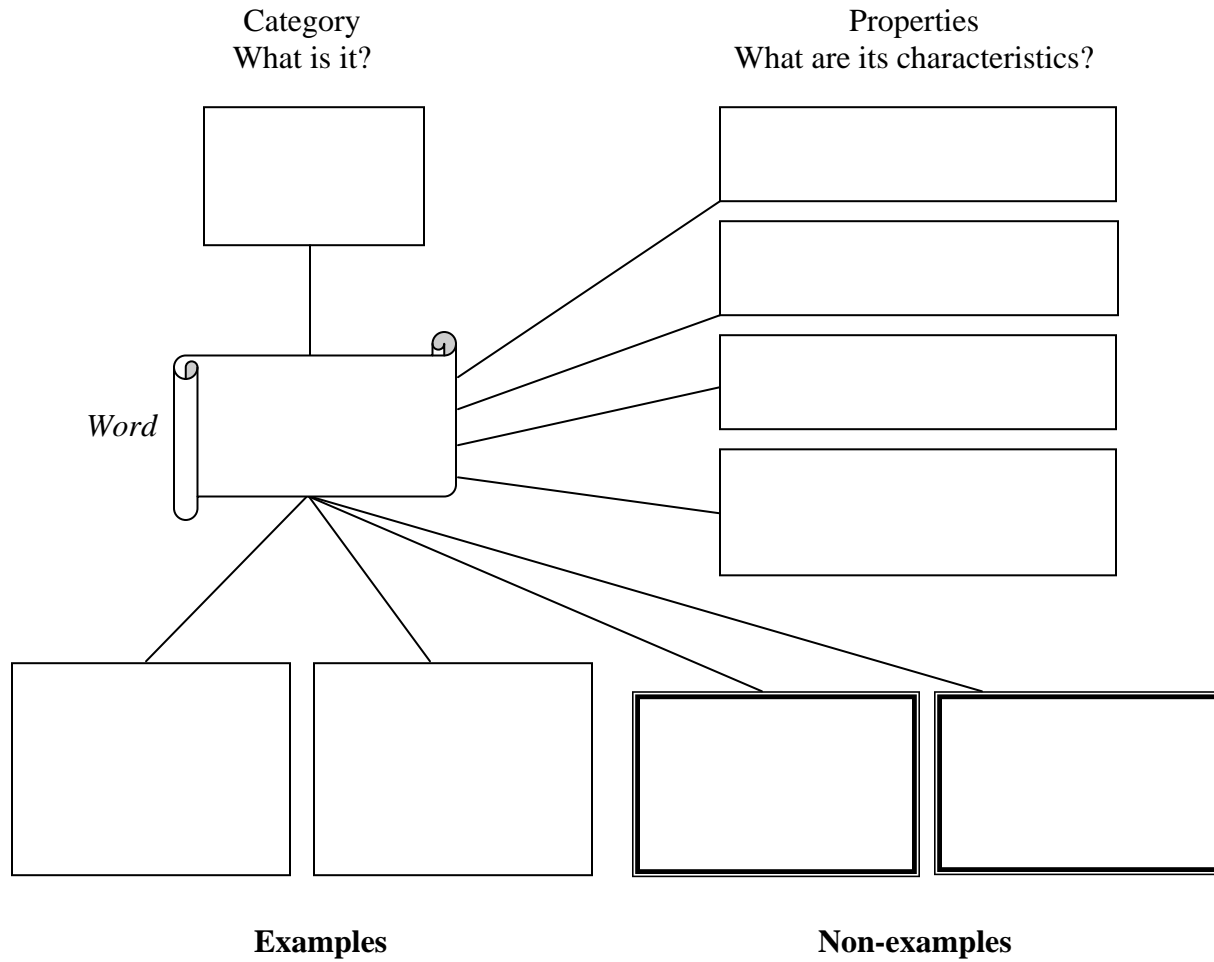 Category
What is it?
Properties
What are its characteristics?
Word
Examples
Non-examples